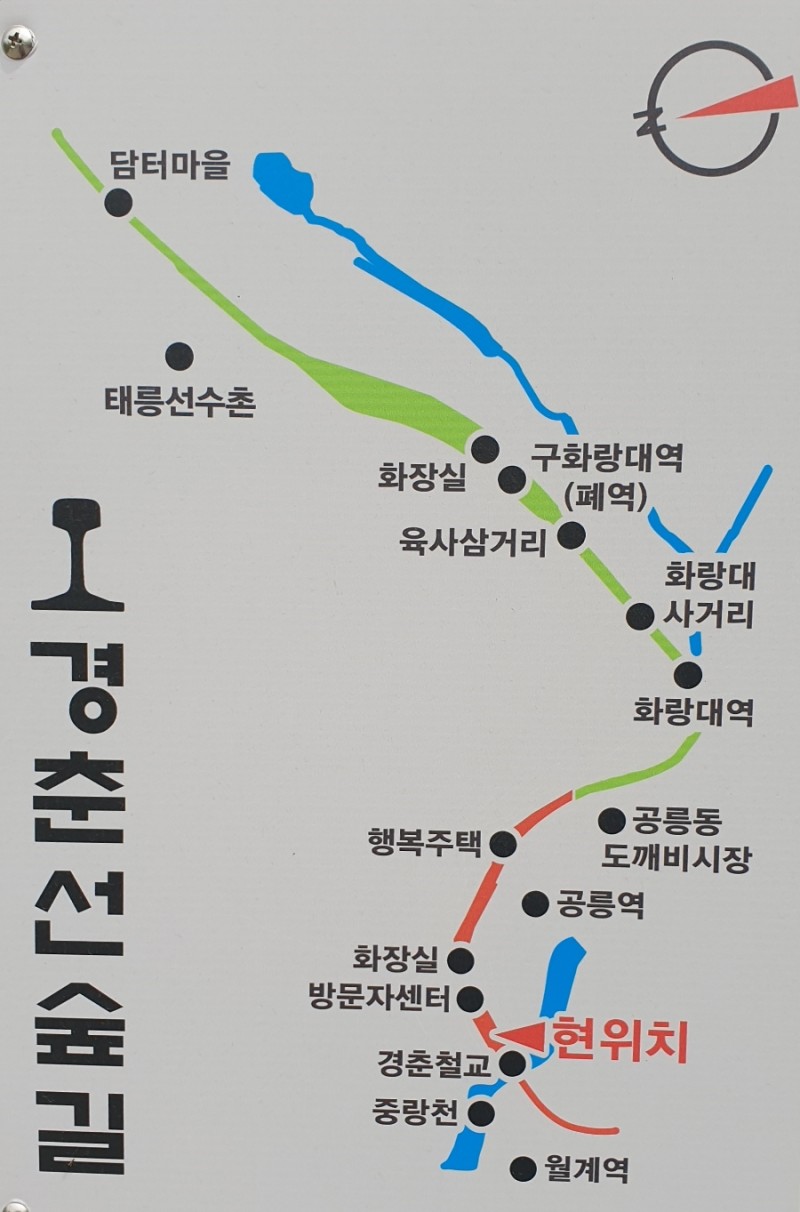 N
담터마을
태릉선수촌
화장실
구화랑대역
(폐역)
육사삼거리
화랑대
사거리
화랑대역
공릉동
도깨비시장
행복주택
공릉역
화장실
방문자센터
현위치
경춘철교
중랑천
월계역
경춘선숲길